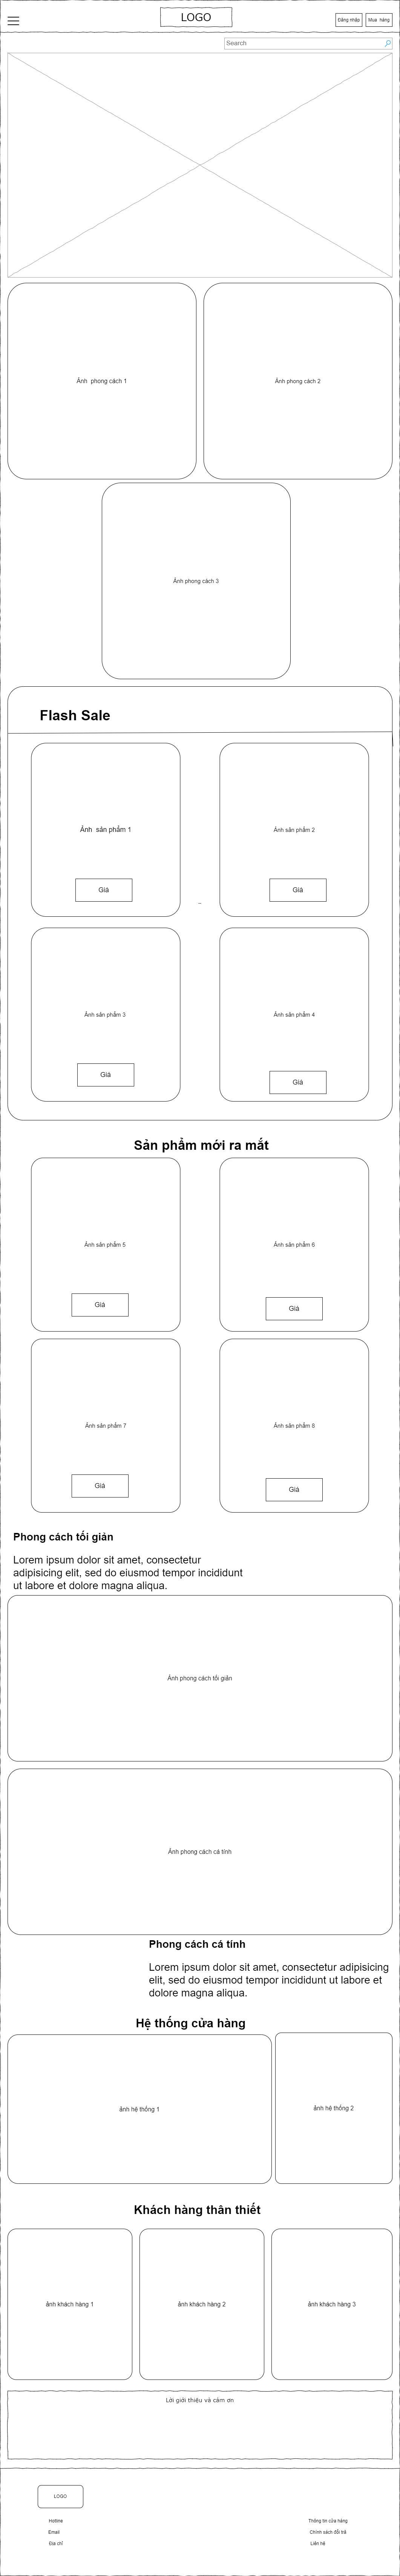 LOGO
Đăng nhấp
Mua hàng
Search
Ảnh phong cách 1
Ảnh phong cách 2
Ảnh phong cách 3
Flash Sale
Ảnh sản phẩm 1
Ảnh sản phẩm 2
Giá
Giá
Ảnh sản phẩm 3
Ảnh sản phẩm 4
Giá
Giá
Sản phẩm mới ra mắt
Ảnh sản phẩm 5
Ảnh sản phẩm 6
Giá
Giá
Ảnh sản phẩm 7
Ảnh sản phẩm 8
Giá
Giá
Phong cách tối giản
Lorem ipsum dolor sit amet, consectetur
adipisicing elit, sed do eiusmod tempor incididunt
ut labore et dolore magna aliqua.
Ảnh phong cách tối giản
Ảnh phong cách cá tính
Phong cách cá tính
Lorem ipsum dolor sit amet, consectetur adipisicing
elit, sed do eiusmod tempor incididunt ut labore et
dolore magna aliqua.
Hệ thống cửa hàng
ảnh hệ thống 1
ảnh hệ thống 2
Khách hàng thân thiết
ảnh khách hàng 1
ảnh khách hàng 2
ảnh khách hàng 3
Lời giới thiệu và cảm ơn
LOGO
Hotline
Email
Địa chỉ
Thông tin cửa hàng
Chính sách đổi trả
Liên hệ